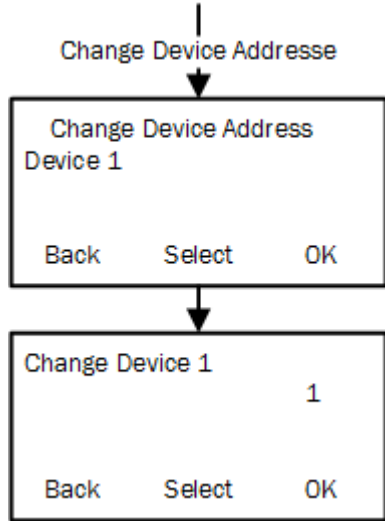 Change Device Addresse
Change Device Address
Device 1
Back Select OK
Change Device 1
1
Back Select OK